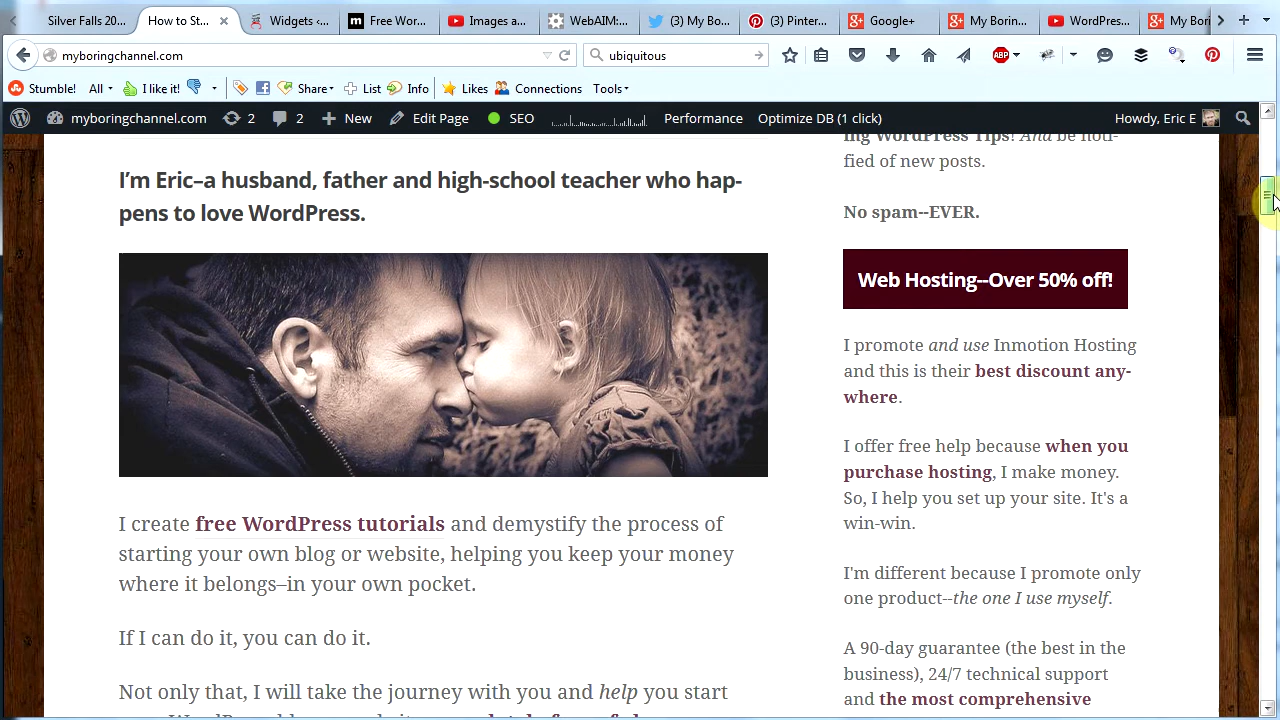 Silver Falls 20...
How to St...
Widgets <...
Free Wor...
Images a...
WebAIM:...
(3) My Bo...
(3) Pinter...
Google+
My Borin...
WordPres...
My Bori
myboringchannel.com
ubiquitous
ABP
Stumble!
All
I like it!
Share
List
Info
Likes
Connections
Tools
myboringchannel.com
2
2
New
Edit Page
SEO
Performance
Optimize DB (1 click)
Howdy, Eric E
I'm Eric–a husband, father and high-school teacher who hap-
pens to love WordPress.
I create free WordPress tutorials and demystify the process of
starting your own blog or website, helping you keep your money
where it belongs–in your own pocket.
If I can do it, you can do it.
Not only that, I will take the journey with you and help you start
ing WordPress Tips! And be noti-
fied of new posts.
No spam--EVER.
Web Hosting--Over 50% off!
I promote and use Inmotion Hosting
and this is their best discount any-
where.
I offer free help because when you
purchase hosting, I make money.
So, I help you set up your site. It's a
win-win.
I'm different because I promote only
one product--the one I use myself.
A 90-day guarantee (the best in the
business), 24/7 technical support
and the most comprehensive